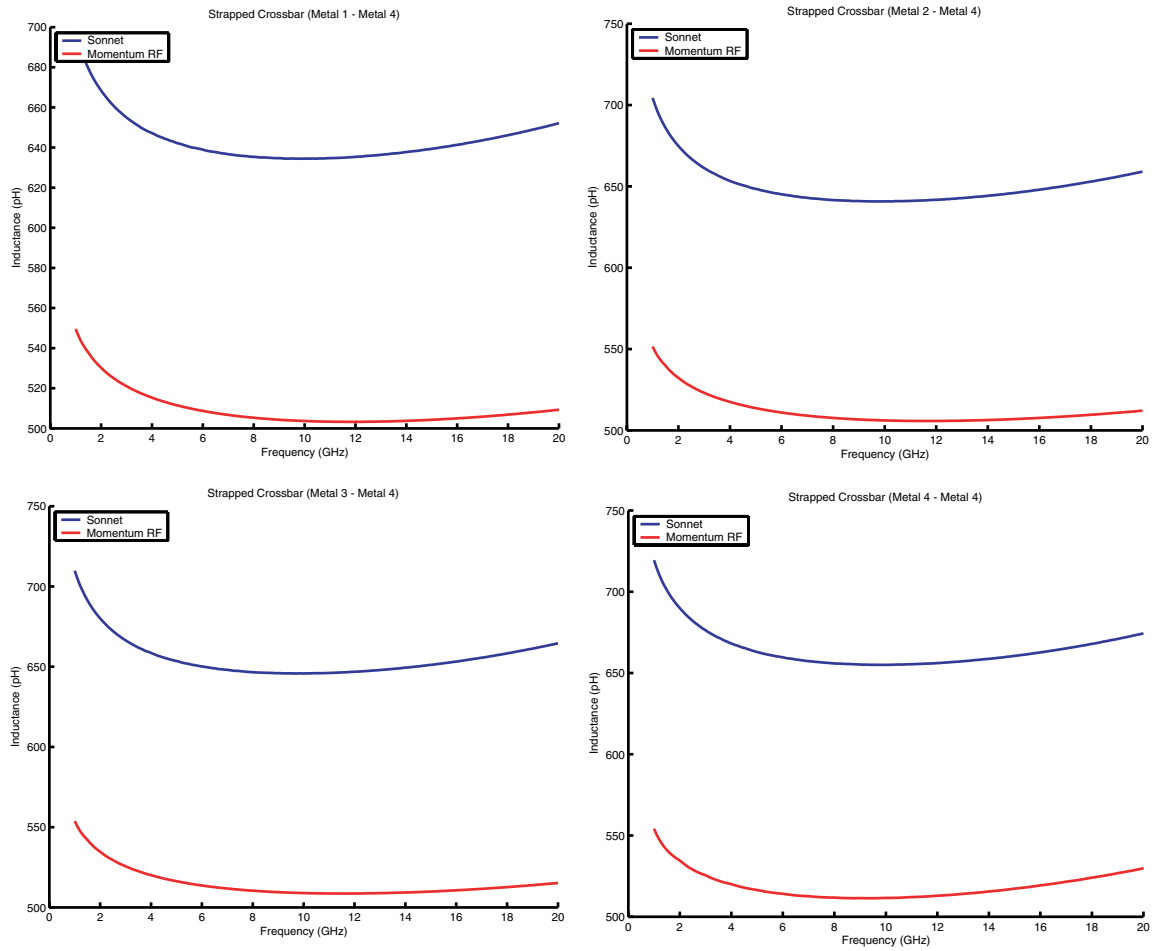 Strapped Crossbar (Metal 1 - Metal 4)
700
680
660
640
620
600
580
560
540
520
500
Inductance (pH)
Sonnet
Momentum RF
0 2 4 6 8 10 12 14 16 18 20
Frequency (GHz)
Strapped Crossbar (Metal 2 - Metal 4)
750
700
650
600
550
500
Inductance (pH)
Sonnet
Momentum RF
0 2 4 6 8 10 12 14 16 18 20
Frequency (GHz)
Strapped Crossbar (Metal 3 - Metal 4)
750
700
650
600
550
500
Inductance (pH)
Sonnet
Momentum RF
0 2 4 6 8 10 12 14 16 18 20
Frequency (GHz)
Strapped Crossbar (Metal 4 - Metal 4)
750
700
650
600
550
500
Inductance (pH)
Sonnet
Momentum RF
0 2 4 6 8 10 12 14 16 18 20
Frequency (GHz)